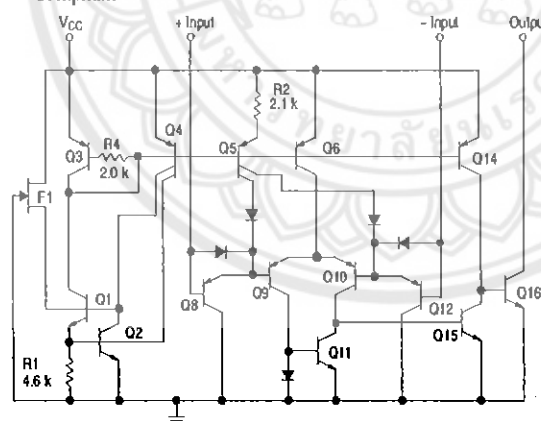 VCC
+ Input
- Input
Output
R2
2.1 k
Q4
Q3
R4
2.0 k
Q5
Q6
Q14
F1
Q1
Q2
Q8
Q9
Q10
Q12
Q16
Q11
Q15
R1
4.6 k